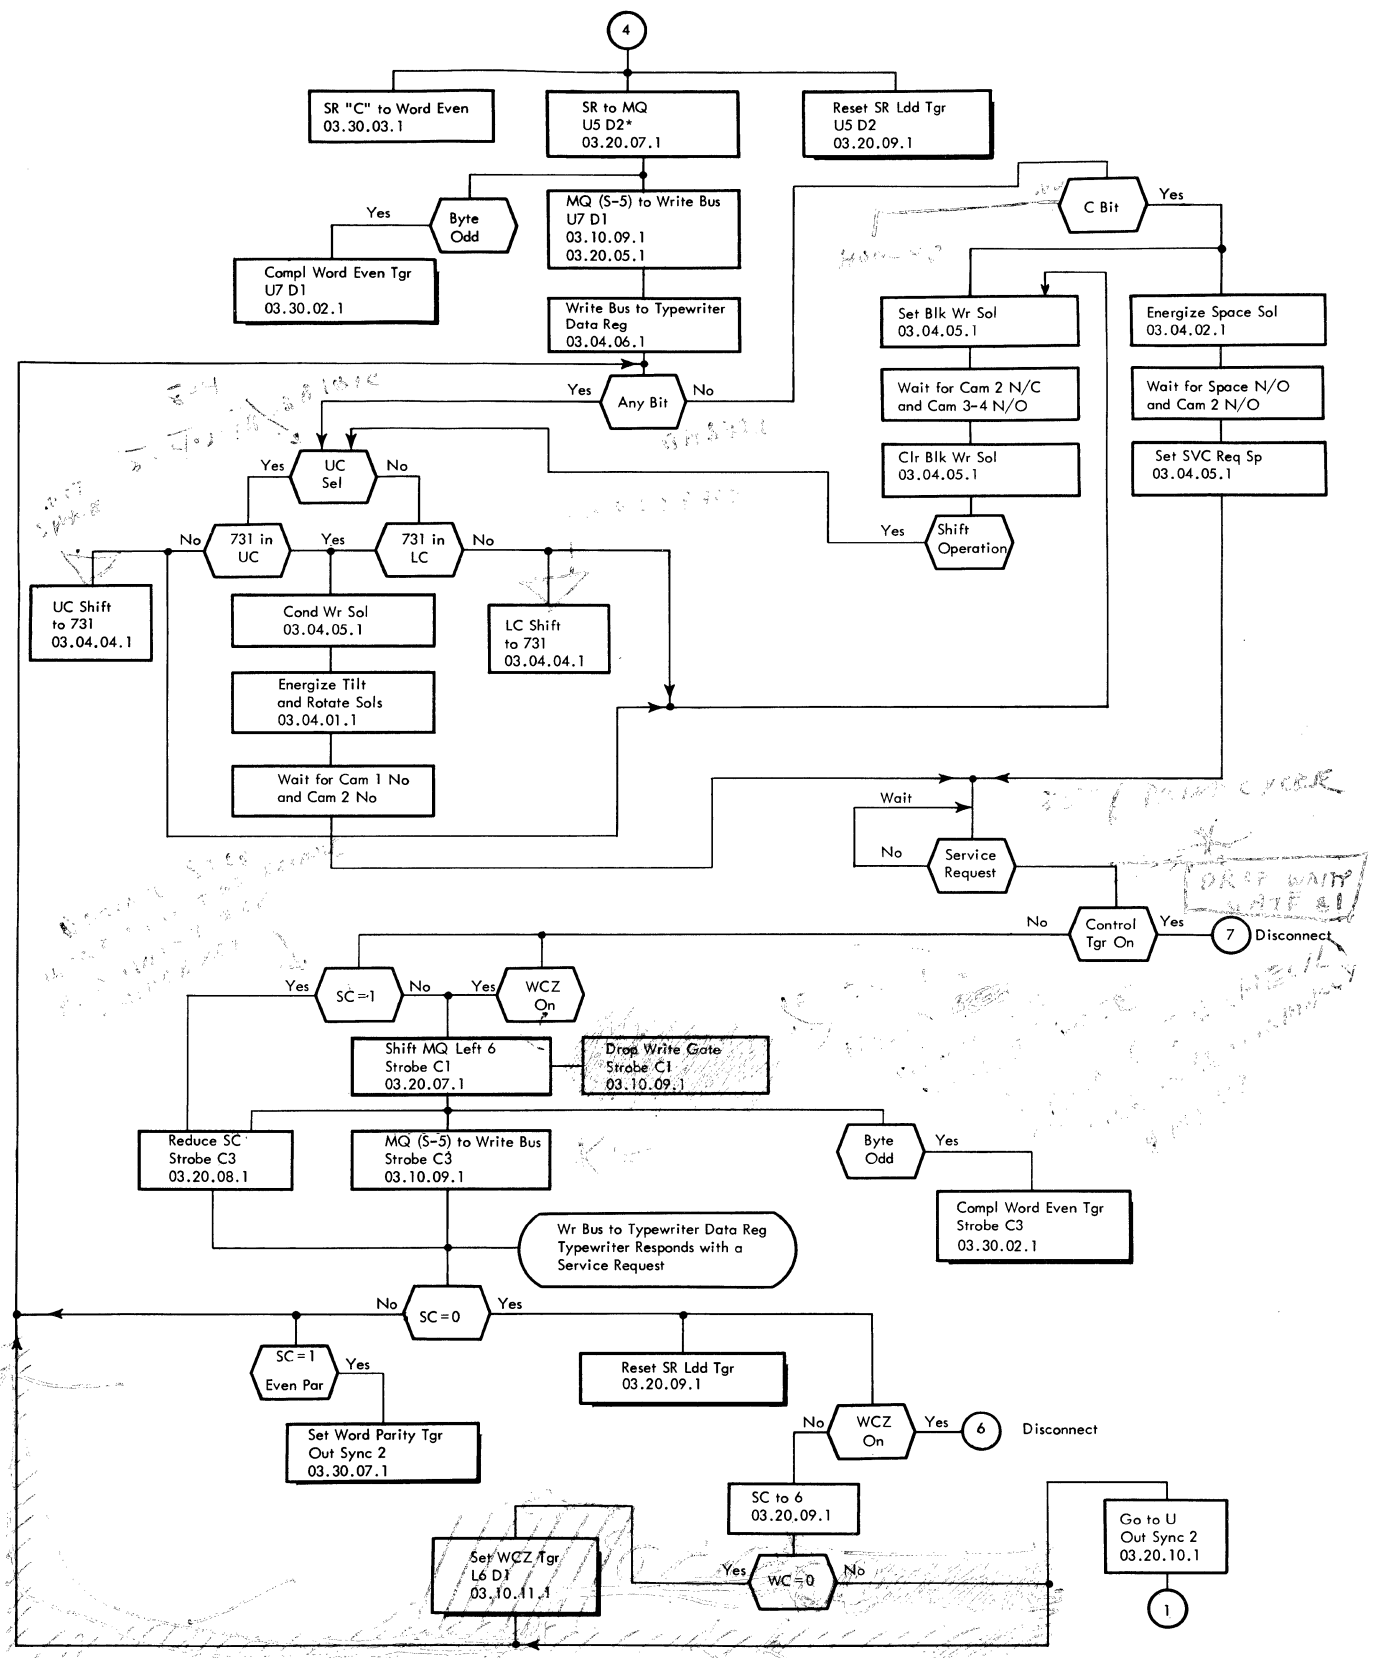 4
SR "C" to Word Even
03.30.03.1
SR to MQ
U5 D2*
03.20.07.1
Reset SR Ldd Tgr
U5 D2
03.20.09.1
Yes
Byte
Odd
MQ (S-5) to Write Bus
U7 D1
03.10.09.1
03.20.05.1
C Bit
Yes
Compl Word Even Tgr
U7 D1
03.30.02.1
Write Bus to Typewriter
Data Reg
03.04.06.1
Set Blk Wr Sol
03.04.05.1
Energize Space Sol
03.04.02.1
Yes
Any Bit
No
Wait for Cam 2 N/C
and Cam 3-4 N/O
Wait for Space N/O
and Cam 2 N/O
Yes
UC
Sel
No
Clr Blk Wr Sol
03.04.05.1
Set SVC Req Sp
03.04.05.1
Yes
Shift
Operation
No
731 in
UC
Yes
731 in
LC
No
UC Shift
to 731
03.04.04.1
Cond Wr Sol
03.04.05.1
LC Shift
to 731
03.04.04.1
Energize Tilt
and Rotate Sols
03.04.01.1
Wait for Cam 1 No
and Cam 2 No
Wait
No
Service
Request
No
Control
Tgr On
Yes
7
Disconnect
Yes
SC=1
No
Yes
WCZ
On
Shift MQ Left 6
Strobe C1
03.20.07.1
Drop Write Gate
Strobe C1
03.10.09.1
Reduce SC
Strobe C3
03.20.08.1
MQ (S-5) to Write Bus
Strobe C3
03.10.09.1
Byte
Odd
Yes
Compl Word Even Tgr
Strobe C3
03.30.02.1
Wr Bus to Typewriter Data Reg
Typewriter Responds with a
Service Request
No
SC=0
Yes
SC=1
Even Par
Yes
Reset SR Ldd Tgr
03.20.09.1
Set Word Parity Tgr
Out Sync 2
03.30.07.1
No
WCZ
On
Yes
6
Disconnect
SC to 6
03.20.09.1
Go to U
Out Sync 2
03.20.10.1
Set WCZ Tgr
L6 D1
03.10.11.1
Yes
WC=0
No
1